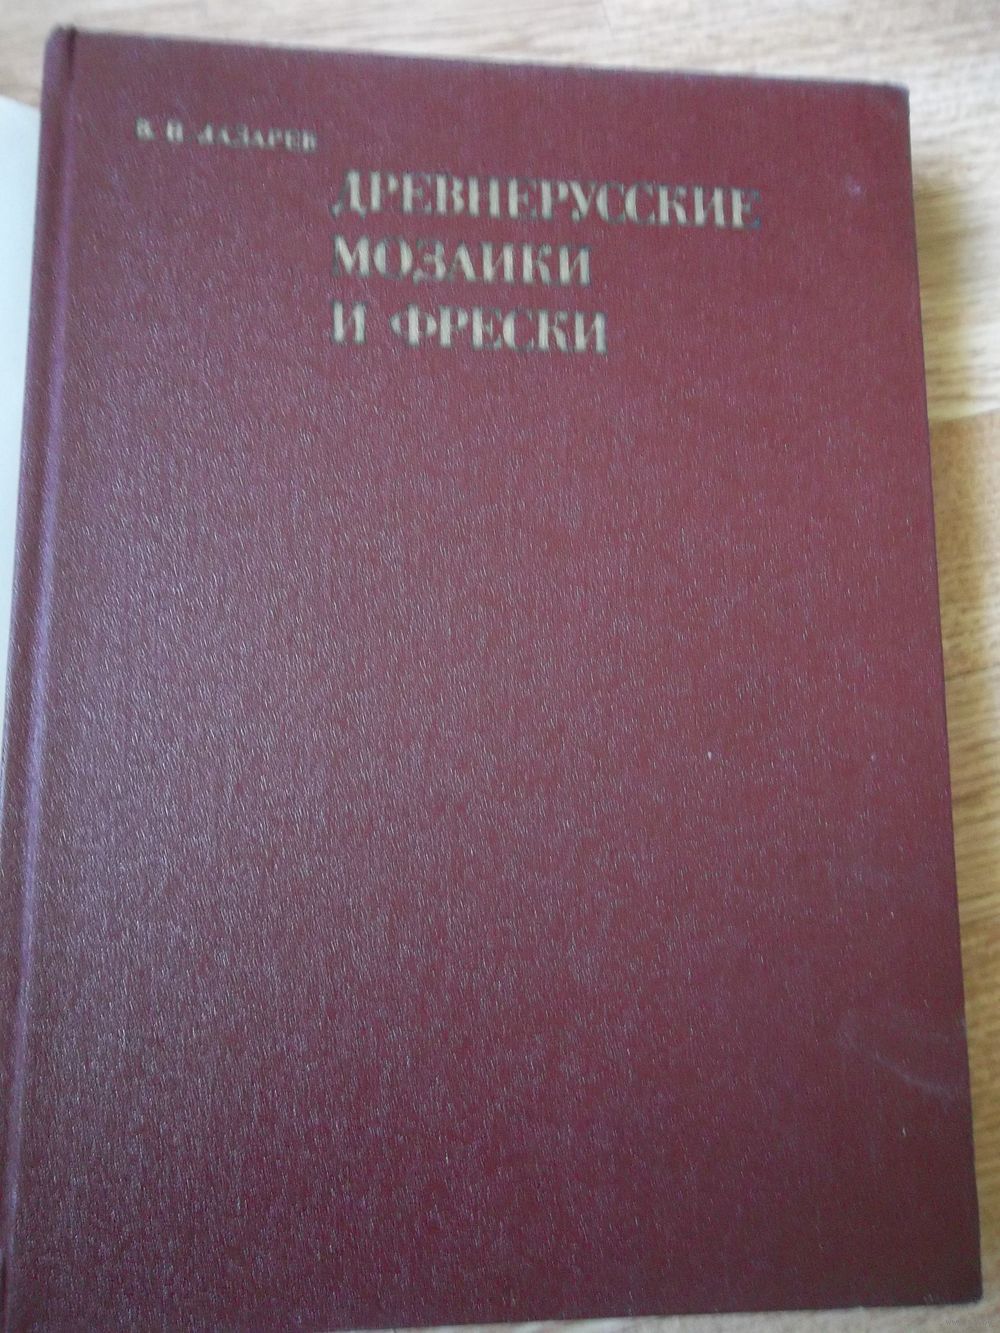 В. Н. ЛАЗАРЕВ
ДРЕВНЕРУССКИЕ
МОЗАИКИ
И ФРЕСКИ